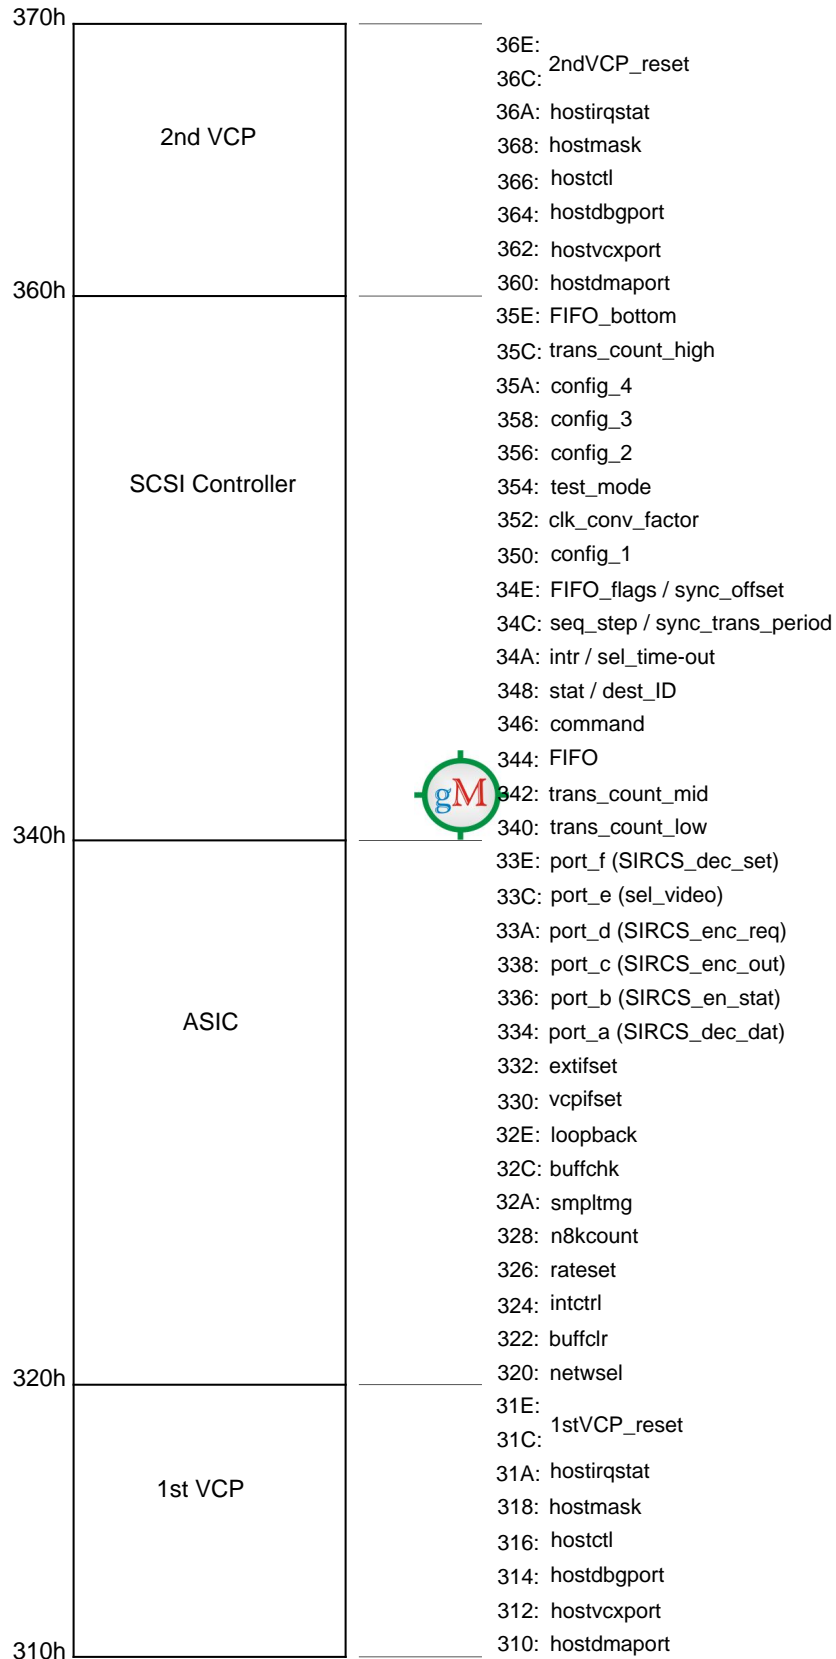 370h
36E:
2ndVCP_reset
36C:
36A: hostirqstat
2nd VCP
368: hostmask
366: hostctl
364: hostdbgport
362: hostvcxport
360: hostdmaport
360h
35E: FIFO_bottom
35C: trans_count_high
35A: config_4
358: config_3
356: config_2
SCSI Controller
354: test_mode
352: clk_conv_factor
350: config_1
34E: FIFO_flags / sync_offset
34C: seq_step / sync_trans_period
34A: intr / sel_time-out
348: stat / dest_ID
346: command
344: FIFO
gM
342: trans_count_mid
340: trans_count_low
340h
33E: port_f (SIRCS_dec_set)
33C: port_e (sel_video)
33A: port_d (SIRCS_enc_req)
338: port_c (SIRCS_enc_out)
336: port_b (SIRCS_en_stat)
ASIC
334: port_a (SIRCS_dec_dat)
332: extifset
330: vcpifset
32E: loopback
32C: buffchk
32A: smpltmg
328: n8kcount
326: rateset
324: intctrl
322: buffclr
320: netwsel
320h
31E:
1stVCP_reset
31C:
31A: hostirqstat
1st VCP
318: hostmask
316: hostctl
314: hostdbgport
312: hostvcxport
310: hostdmaport
310h